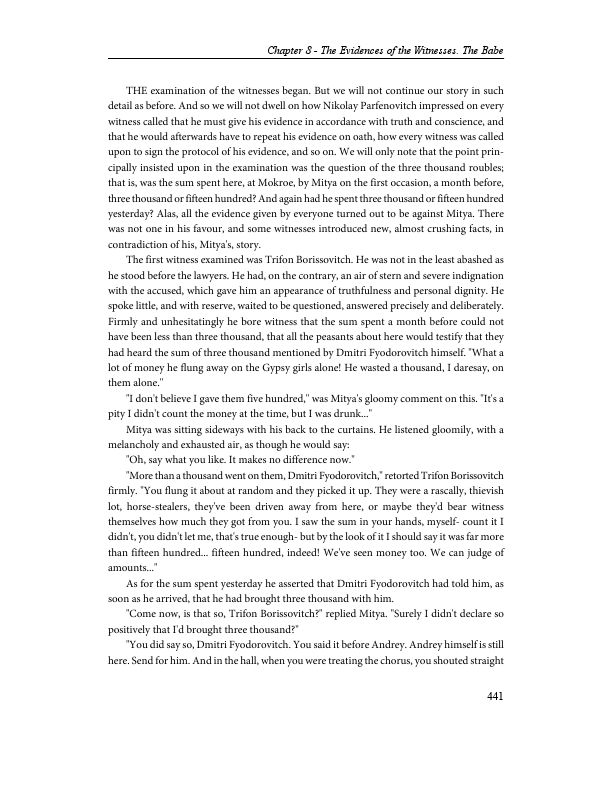 Chapter 8 - The Evidences of the Witnesses. The Babe
THE examination of the witnesses began. But we will not continue our story in such
detail as before. And so we will not dwell on how Nikolay Parfenovitch impressed on every
witness called that he must give his evidence in accordance with truth and conscience, and
that he would afterwards have to repeat his evidence on oath, how every witness was called
upon to sign the protocol of his evidence, and so on. We will only note that the point prin-
cipally insisted upon in the examination was the question of the three thousand roubles;
that is, was the sum spent here, at Mokroe, by Mitya on the first occasion, a month before,
three thousand or fifteen hundred? And again had he spent three thousand or fifteen hundred
yesterday? Alas, all the evidence given by everyone turned out to be against Mitya. There
was not one in his favour, and some witnesses introduced new, almost crushing facts, in
contradiction of his, Mitya's, story.
The first witness examined was Trifon Borissovitch. He was not in the least abashed as
he stood before the lawyers. He had, on the contrary, an air of stern and severe indignation
with the accused, which gave him an appearance of truthfulness and personal dignity. He
spoke little, and with reserve, waited to be questioned, answered precisely and deliberately.
Firmly and unhesitatingly he bore witness that the sum spent a month before could not
have been less than three thousand, that all the peasants about here would testify that they
had heard the sum of three thousand mentioned by Dmitri Fyodorovitch himself. "What a
lot of money he flung away on the Gypsy girls alone! He wasted a thousand, I daresay, on
them alone."
"I don't believe I gave them five hundred," was Mitya's gloomy comment on this. "It's a
pity I didn't count the money at the time, but I was drunk..."
Mitya was sitting sideways with his back to the curtains. He listened gloomily, with a
melancholy and exhausted air, as though he would say:
"Oh, say what you like. It makes no difference now."
"More than a thousand went on them, Dmitri Fyodorovitch," retorted Trifon Borissovitch
firmly. "You flung it about at random and they picked it up. They were a rascally, thievish
lot, horse-stealers, they've been driven away from here, or maybe they'd bear witness
themselves how much they got from you. I saw the sum in your hands, myself- count it I
didn't, you didn't let me, that's true enough- but by the look of it I should say it was far more
than fifteen hundred... fifteen hundred, indeed! We've seen money too. We can judge of
amounts..."
As for the sum spent yesterday he asserted that Dmitri Fyodorovitch had told him, as
soon as he arrived, that he had brought three thousand with him.
"Come now, is that so, Trifon Borissovitch?" replied Mitya. "Surely I didn't declare so
positively that I'd brought three thousand?"
"You did say so, Dmitri Fyodorovitch. You said it before Andrey. Andrey himself is still
here. Send for him. And in the hall, when you were treating the chorus, you shouted straight
441